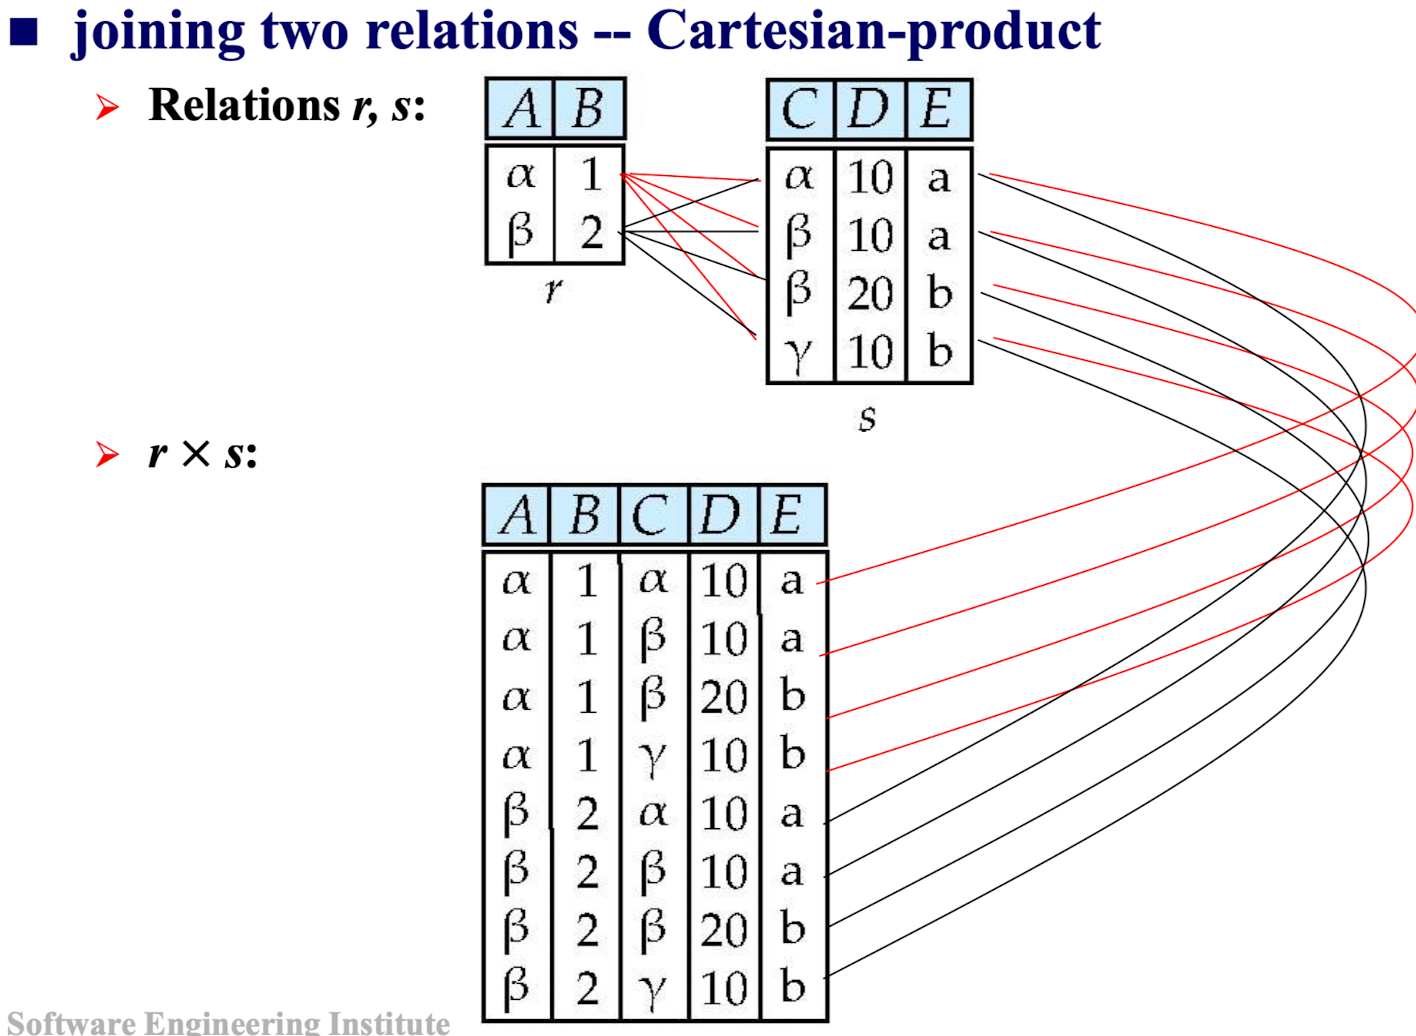 ■ joining two relations -- Cartesian-product
➢ Relations r, s:
A B
α 1
β 2
r
C D E
α 10 a
β 10 a
β 20 b
γ 10 b
s
➢ r × s:
A B C D E
α 1 α 10 a
α 1 β 10 a
α 1 β 20 b
α 1 γ 10 b
β 2 α 10 a
β 2 β 10 a
β 2 β 20 b
β 2 γ 10 b
Software Engineering Institute